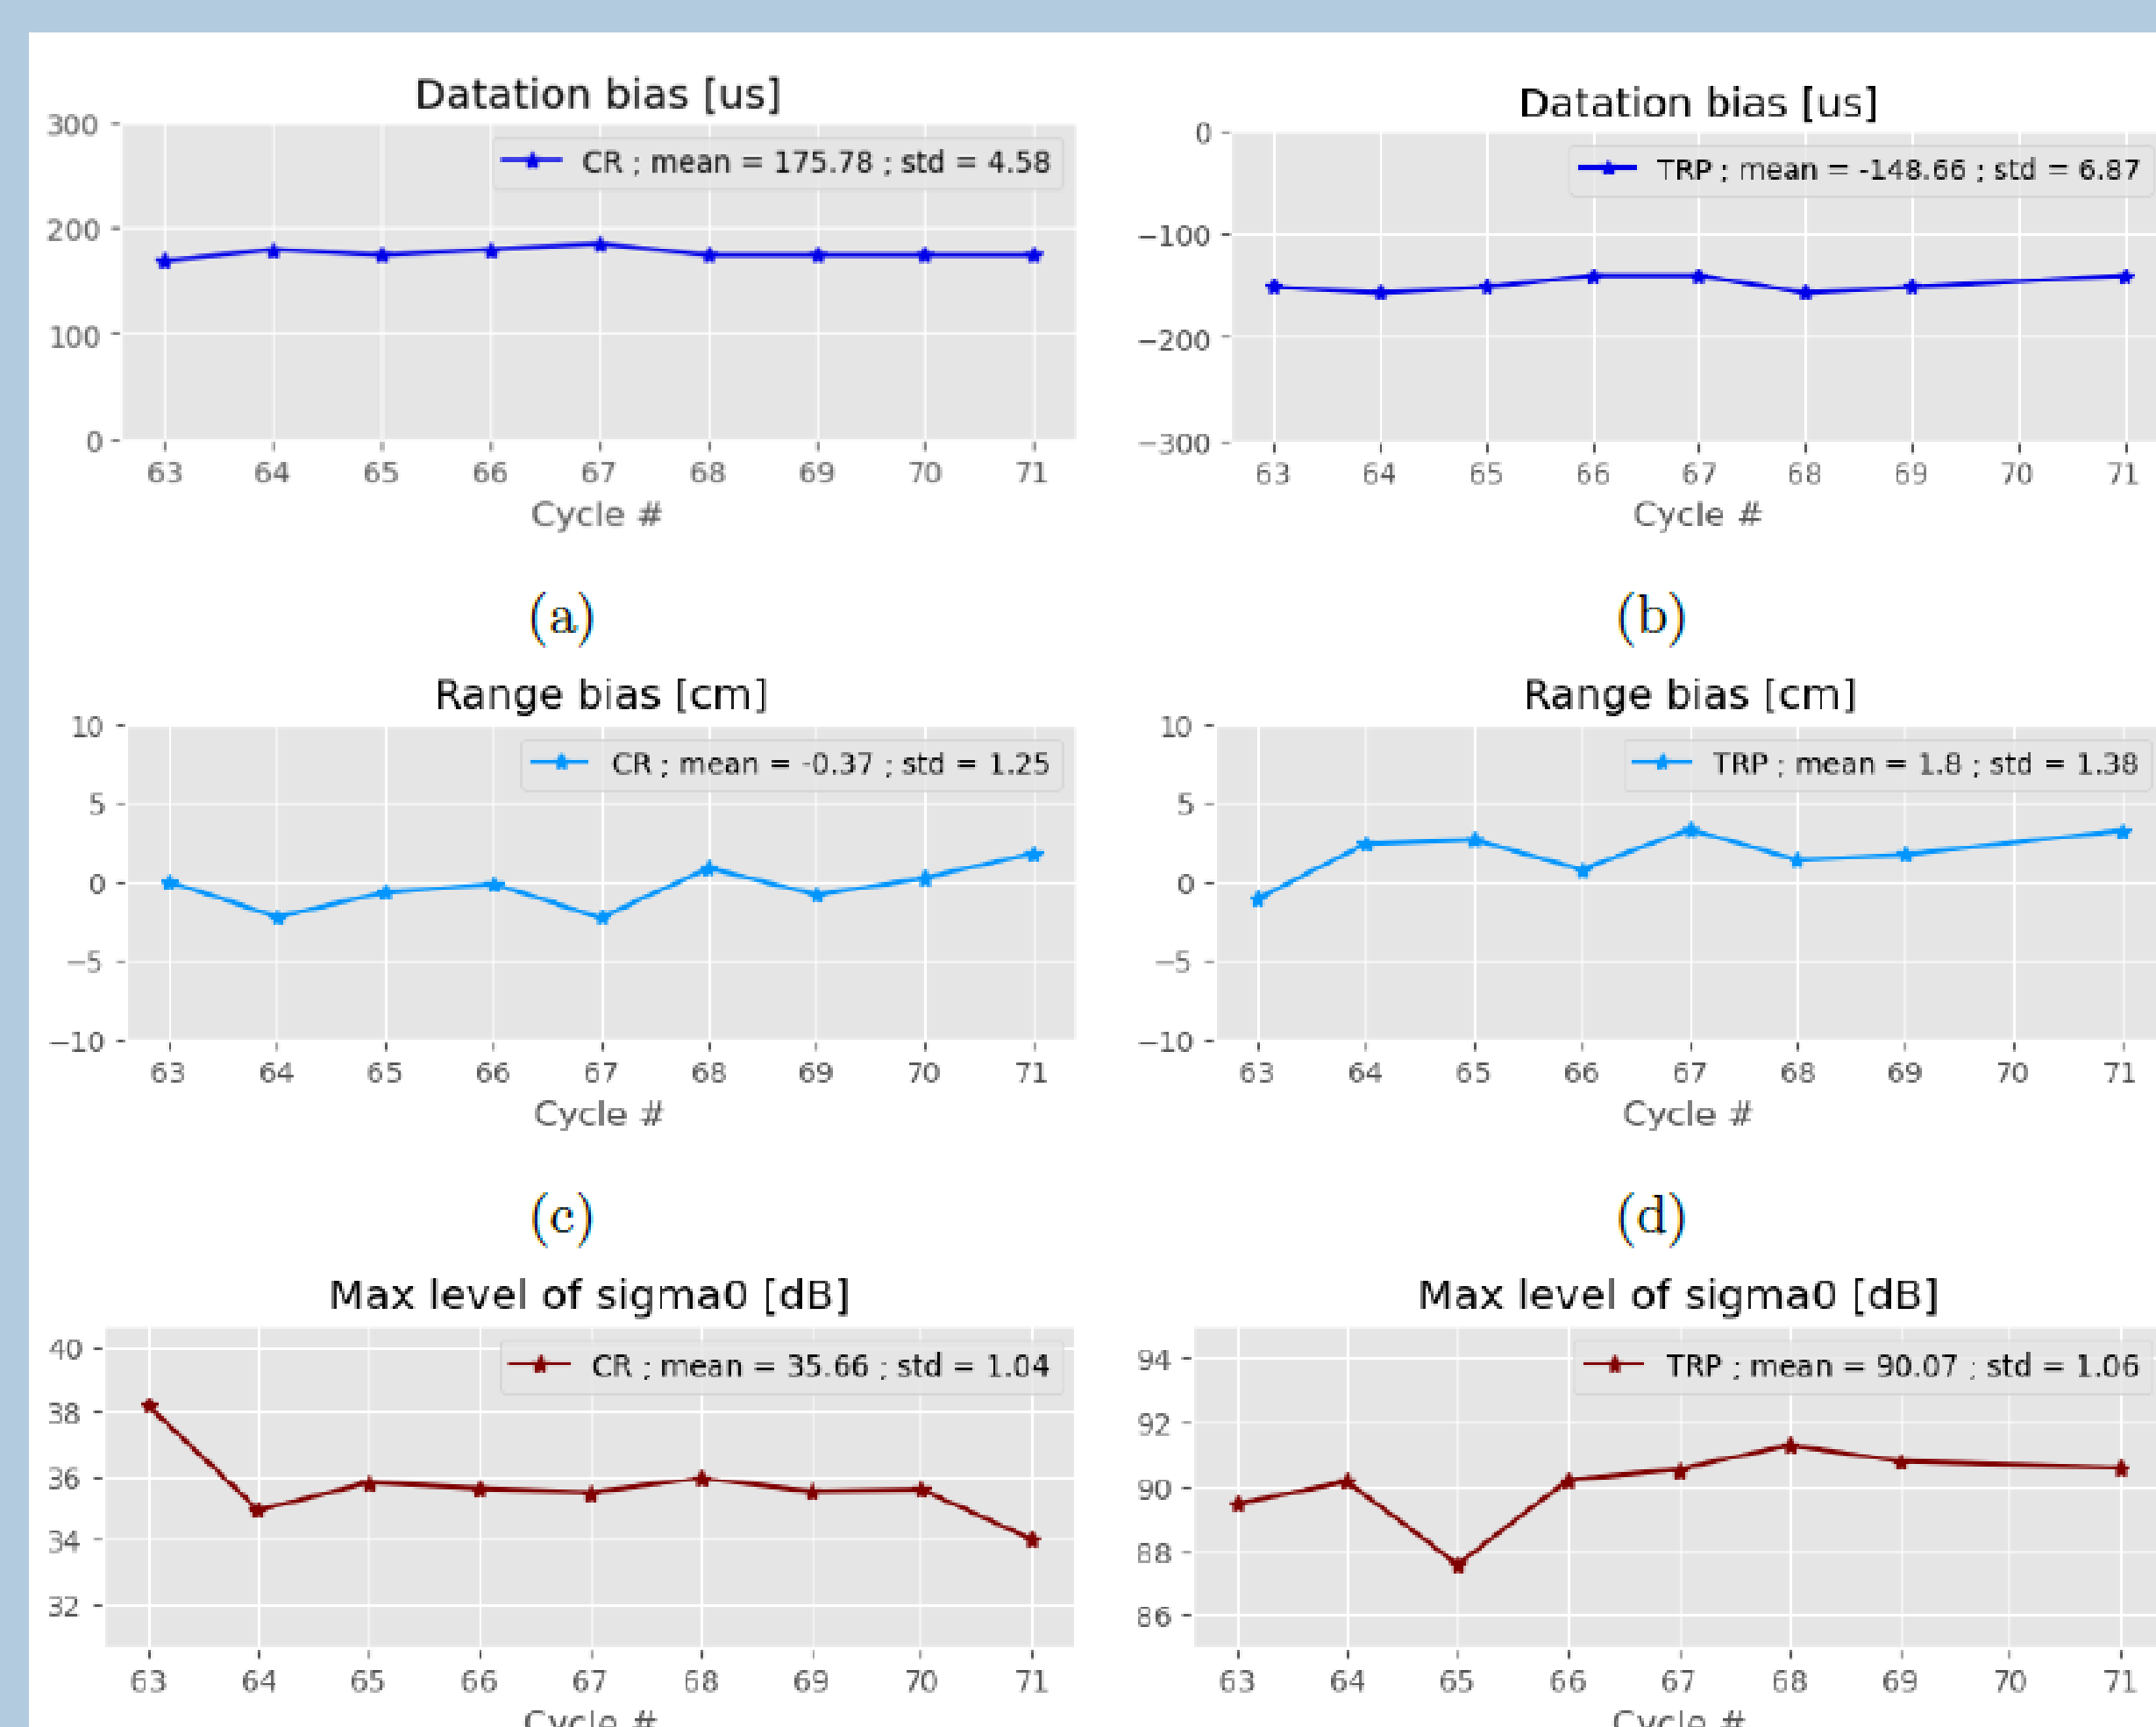 Datation bias [us]
CR ; mean = 175.78 ; std = 4.58
300
200
100
0
63 64 65 66 67 68 69 70 71
Cycle #
(a)
Datation bias [us]
TRP ; mean = -148.66 ; std = 6.87
0
−100
−200
−300
63 64 65 66 67 68 69 70 71
Cycle #
(b)
Range bias [cm]
CR ; mean = -0.37 ; std = 1.25
10
5
0
−5
−10
63 64 65 66 67 68 69 70 71
Cycle #
(c)
Range bias [cm]
TRP ; mean = 1.8 ; std = 1.38
10
5
0
−5
−10
63 64 65 66 67 68 69 70 71
Cycle #
(d)
Max level of sigma0 [dB]
CR ; mean = 35.66 ; std = 1.04
40
38
36
34
32
63 64 65 66 67 68 69 70 71
Cycle #
Max level of sigma0 [dB]
TRP ; mean = 90.07 ; std = 1.06
94
92
90
88
86
63 64 65 66 67 68 69 70 71
Cycle #